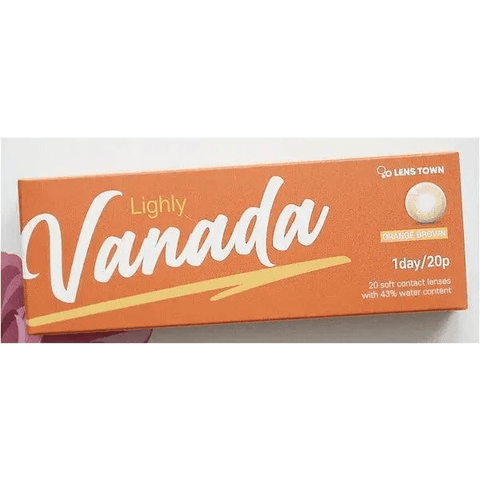 Lighly
Vanada
LENS TOWN
ORANGE BROWN
1day/20p
20 soft contact lenses
with 43% water content